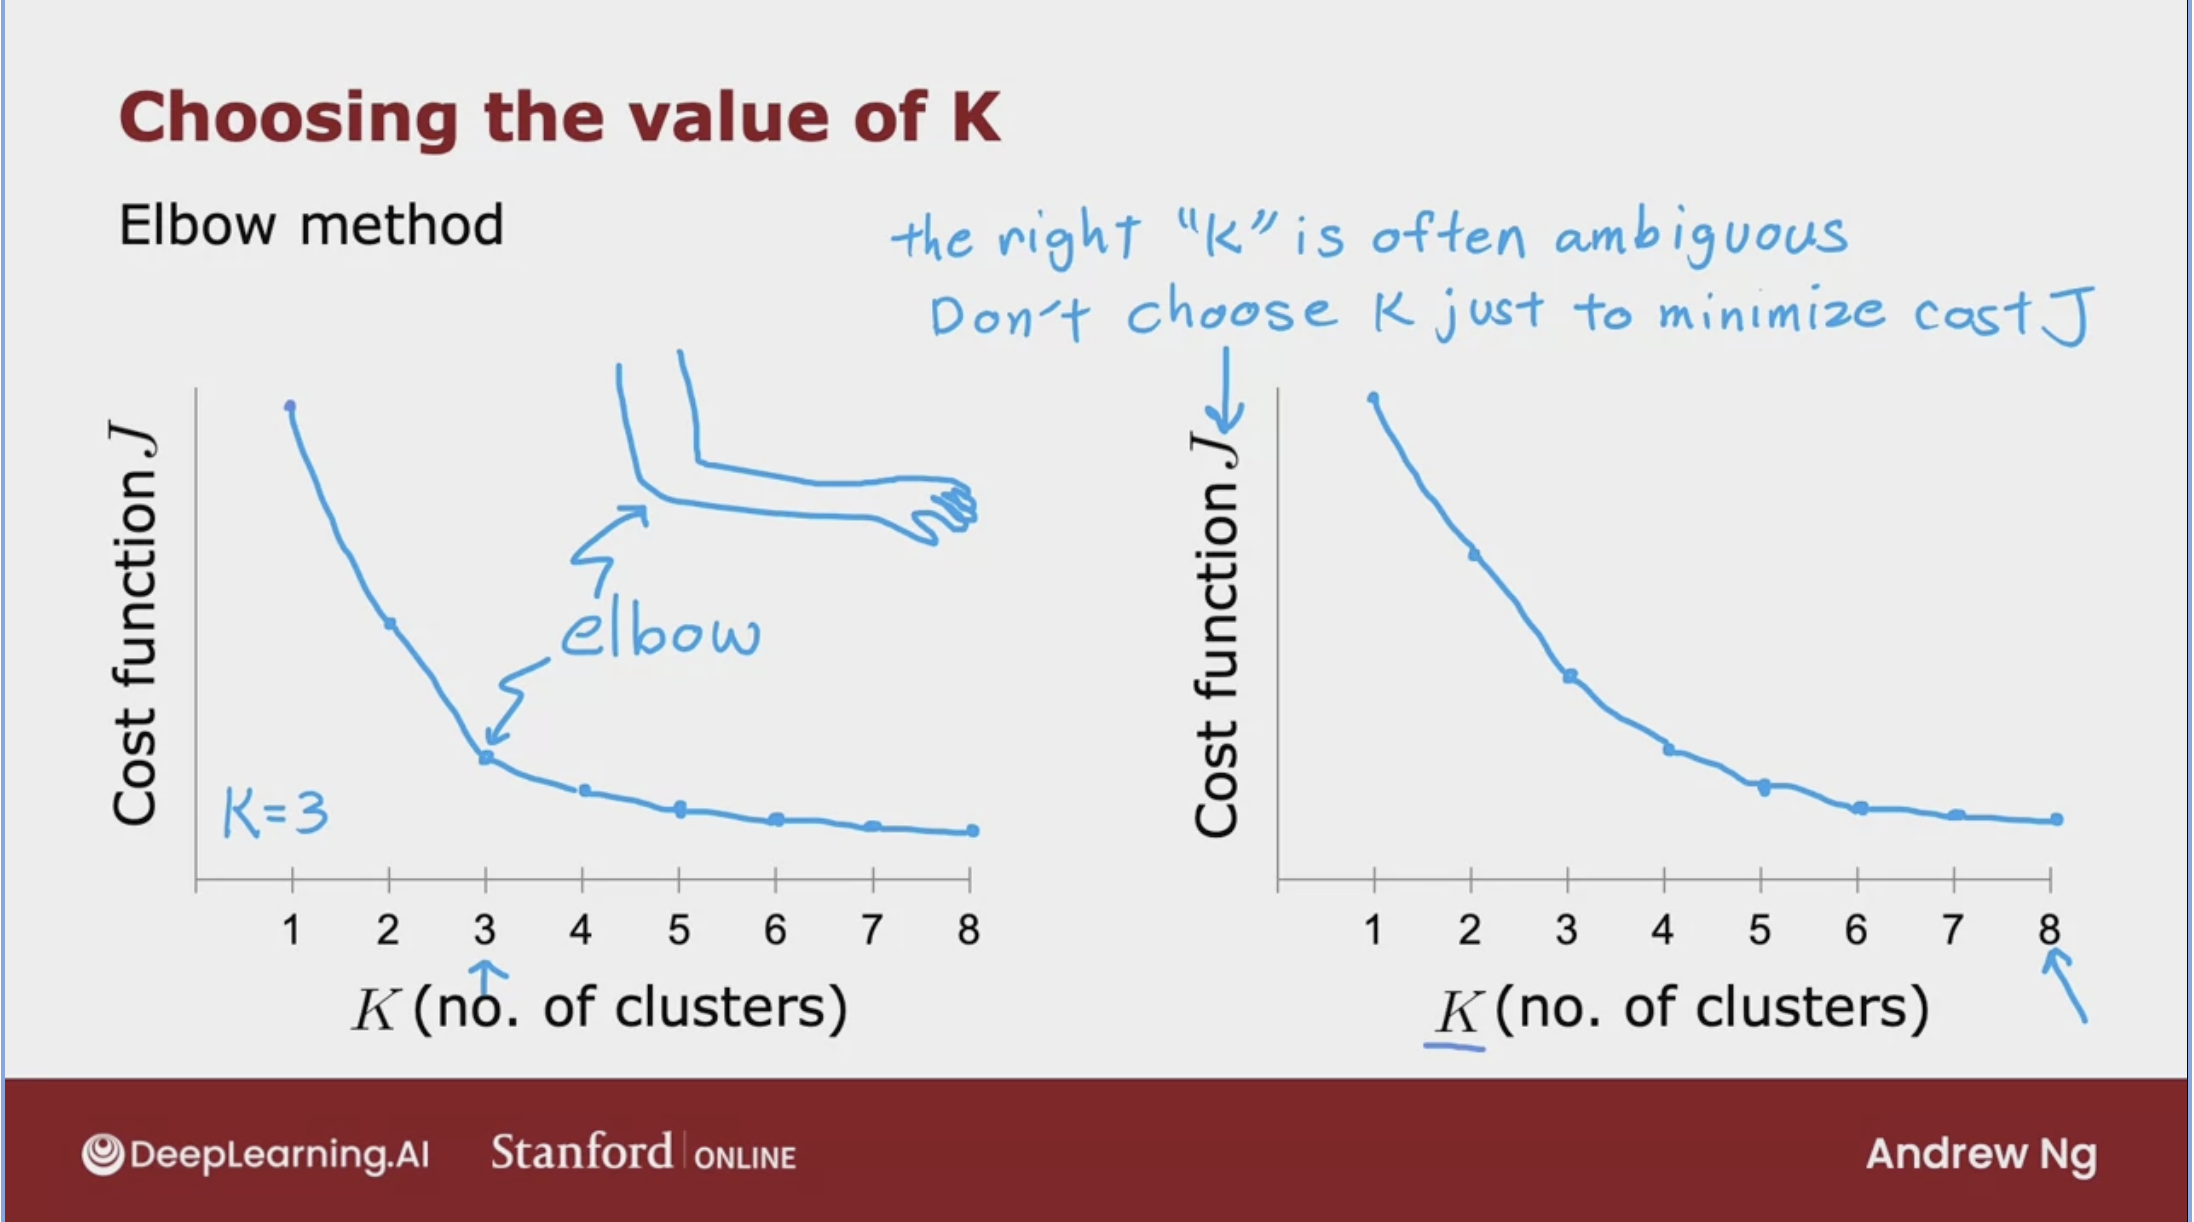 Choosing the value of K
Elbow method
the right "K" is often ambiguous
Don't choose K just to minimize cost J
Cost function J
elbow
K=3
1 2 3 4 5 6 7 8
K (no. of clusters)
Cost function J
1 2 3 4 5 6 7 8
K (no. of clusters)
DeepLearning.AI
Stanford ONLINE
Andrew Ng